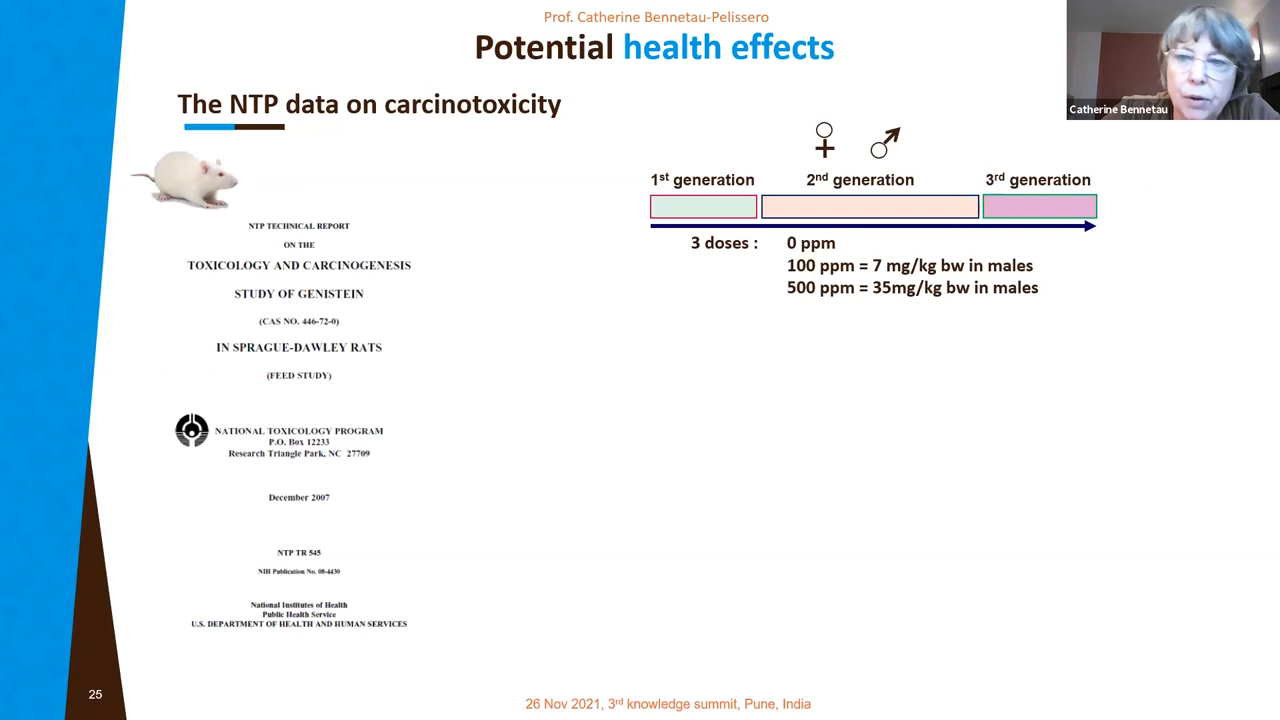 Prof. Catherine Bennetau-Pelissero
Potential health effects
Catherine Bennetau
The NTP data on carcinotoxicity
1st generation
2nd generation
3rd generation
3 doses :
0 ppm
100 ppm = 7 mg/kg bw in males
500 ppm = 35mg/kg bw in males
NTP TECHNICAL REPORT
ON THE
TOXICOLOGY AND CARCINOGENESIS
STUDY OF GENISTEIN
(CAS NO. 446-72-0)
IN SPRAGUE-DAWLEY RATS
(FEED STUDY)
NATIONAL TOXICOLOGY PROGRAM
P.O. Box 12233
Research Triangle Park, NC 27709
December 2007
NTP TR 545
NIH Publication No. 08-4430
National Institutes of Health
Public Health Service
U.S. DEPARTMENT OF HEALTH AND HUMAN SERVICES
25
26 Nov 2021, 3rd knowledge summit, Pune, India